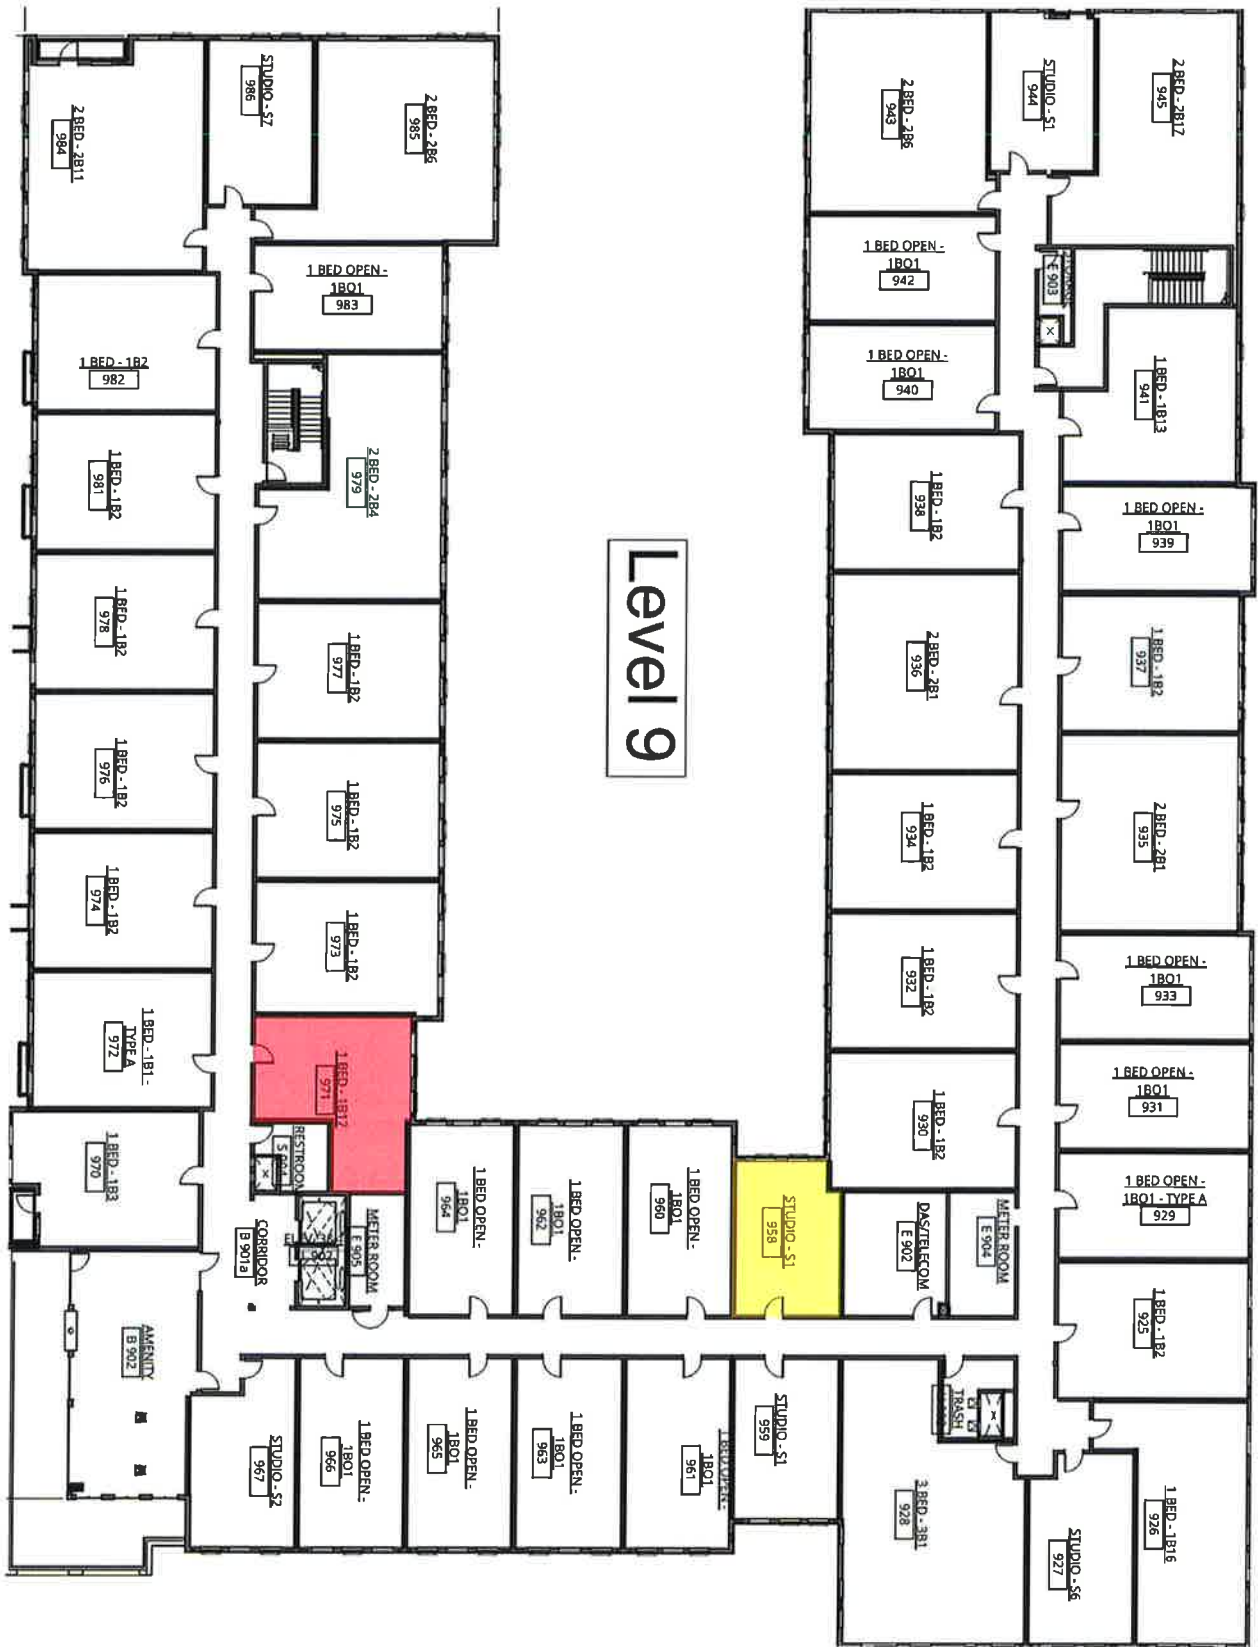 Level 9
2 BED - 2B11
984
STUDIO - S7
986
2 BED - 2B6
985
1 BED OPEN -
1BO1
983
1 BED - 1B2
982
1 BED - 1B2
981
2 BED - 2B4
979
1 BED - 1B2
978
1 BED - 1B2
977
1 BED - 1B2
976
1 BED - 1B2
975
1 BED - 1B2
974
1 BED - 1B2
973
1 BED - 1B1 -
TYPE A
972
1 BED - 1B12
971
1 BED - 1B3
970
RESTROOM
CORRIDOR
B 901a
METER ROOM
E 905
AMENITY
B 902
1 BED OPEN -
1BO1
964
1 BED OPEN -
1BO1
962
1 BED OPEN -
1BO1
960
STUDIO - S1
958
DAS/TELECOM
E 902
METER ROOM
E 904
STUDIO - S2
967
1 BED OPEN -
1BO1
966
1 BED OPEN -
1BO1
965
1 BED OPEN -
1BO1
963
1 BED OPEN -
1BO1
961
STUDIO - S1
959
TRASH
3 BED - 3B1
928
STUDIO - S6
927
1 BED - 1B16
926
1 BED - 1B2
925
1 BED OPEN -
1BO1 - TYPE A
929
1 BED - 1B2
930
1 BED OPEN -
1BO1
931
1 BED - 1B2
932
1 BED OPEN -
1BO1
933
1 BED - 1B2
934
2 BED - 2B1
935
2 BED - 2B1
936
1 BED - 1B2
937
1 BED - 1B2
938
1 BED OPEN -
1BO1
939
1 BED OPEN -
1BO1
940
1 BED - 1B13
941
1 BED OPEN -
1BO1
942
E 903
2 BED - 2B6
943
STUDIO - S1
944
2 BED - 2B17
945